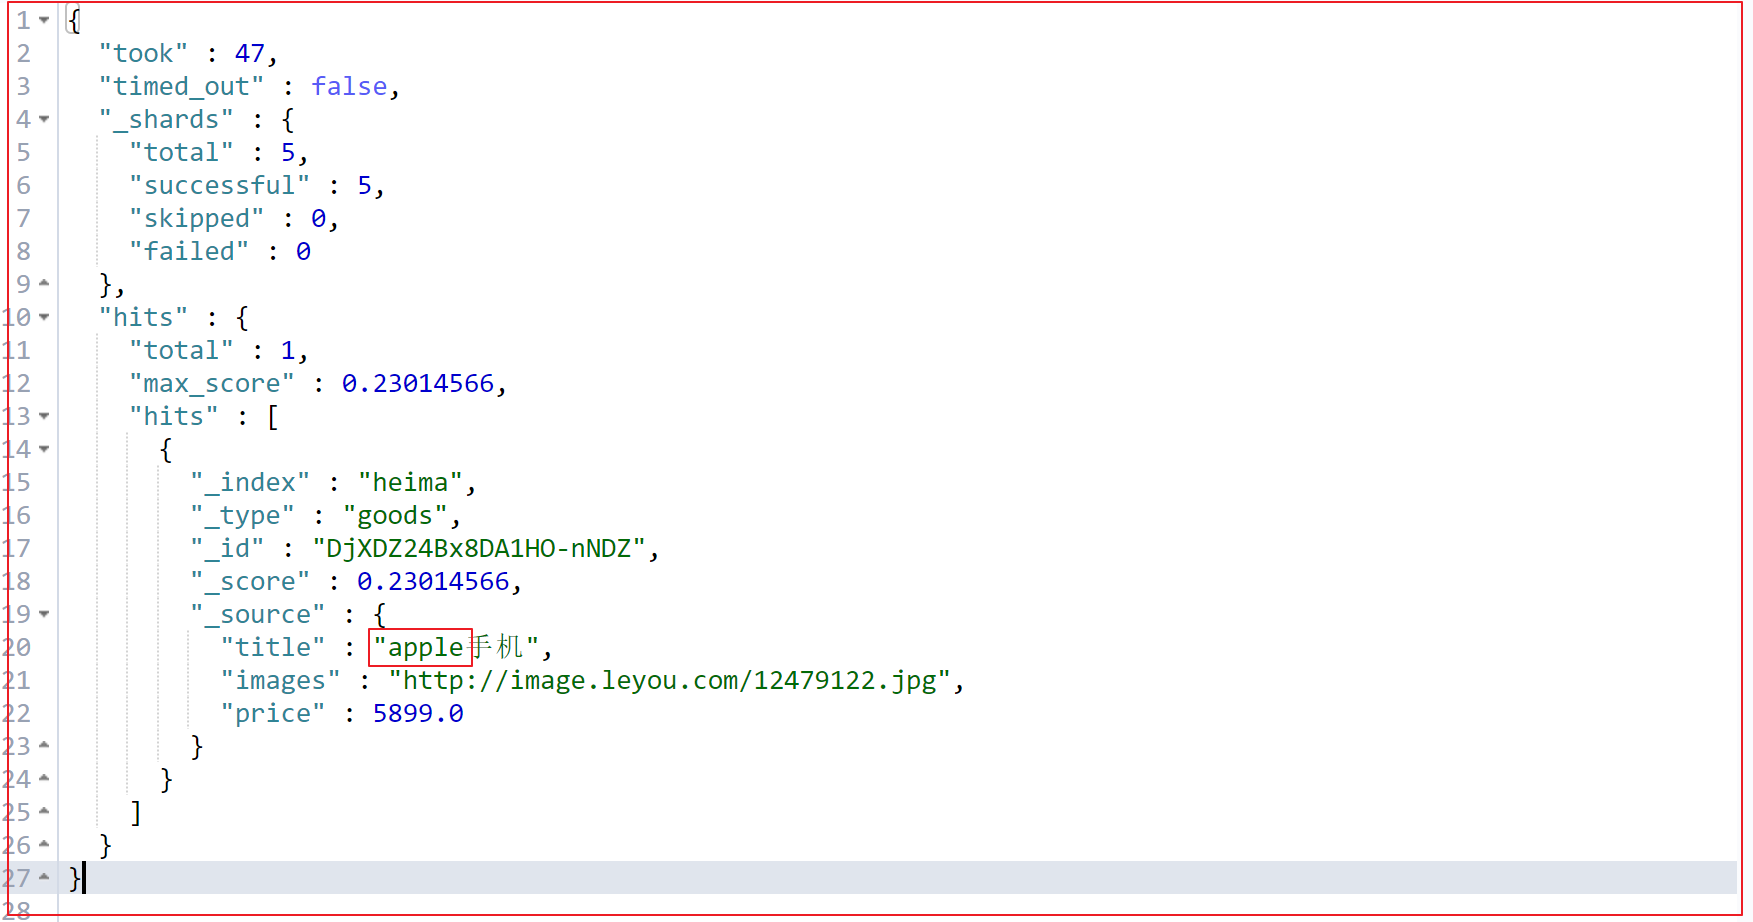 1 {
2 "took" : 47,
3 "timed_out" : false,
4 "_shards" : {
5 "total" : 5,
6 "successful" : 5,
7 "skipped" : 0,
8 "failed" : 0
9 },
10 "hits" : {
11 "total" : 1,
12 "max_score" : 0.23014566,
13 "hits" : [
14 {
15 "_index" : "heima",
16 "_type" : "goods",
17 "_id" : "DjXDZ24Bx8DA1HO-nNDZ",
18 "_score" : 0.23014566,
19 "_source" : {
20 "title" : "apple手机",
21 "images" : "http://image.leyou.com/12479122.jpg",
22 "price" : 5899.0
23 }
24 }
25 ]
26 }
27 }
28